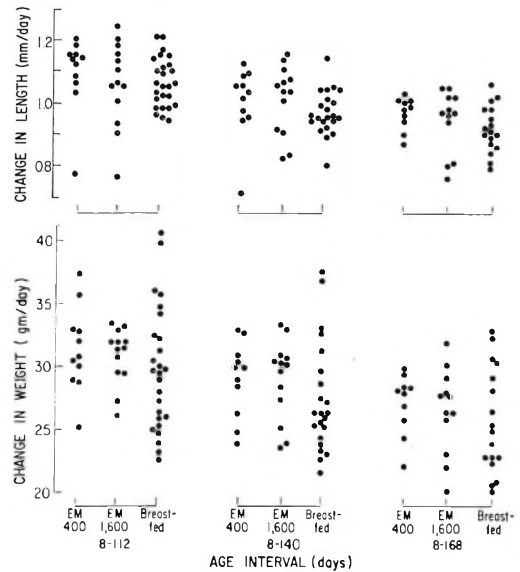 CHANGE IN LENGTH (mm/day)
1.2
1.0
0.8
CHANGE IN WEIGHT (gm/day)
40
35
30
25
20
EM 400
EM 1,600
Breast-fed
EM 400
EM 1,600
Breast-fed
EM 400
EM 1,600
Breast-fed
8-112
8-140
8-168
AGE INTERVAL (days)